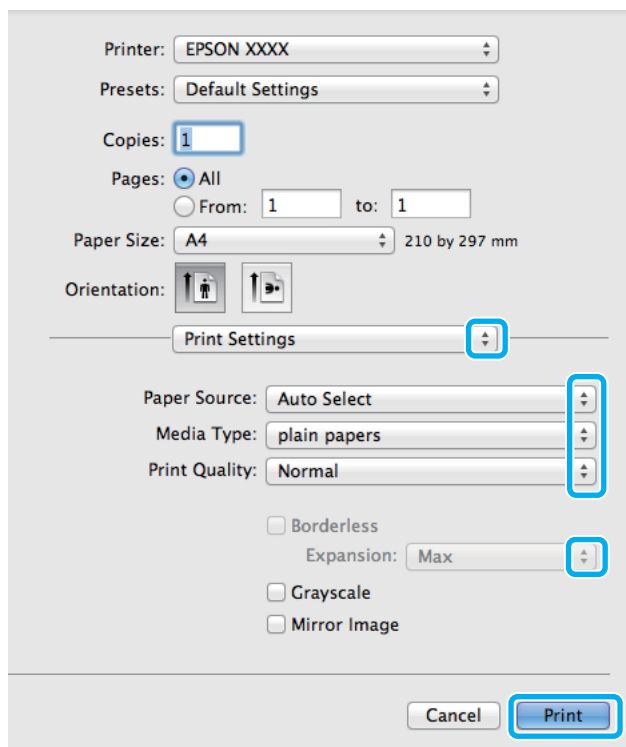 Printer: EPSON XXXX
Presets: Default Settings
Copies: 1
Pages: All
From: 1 to: 1
Paper Size: A4 210 by 297 mm
Orientation:
Print Settings
Paper Source: Auto Select
Media Type: plain papers
Print Quality: Normal
Borderless
Expansion: Max
Grayscale
Mirror Image
Cancel Print